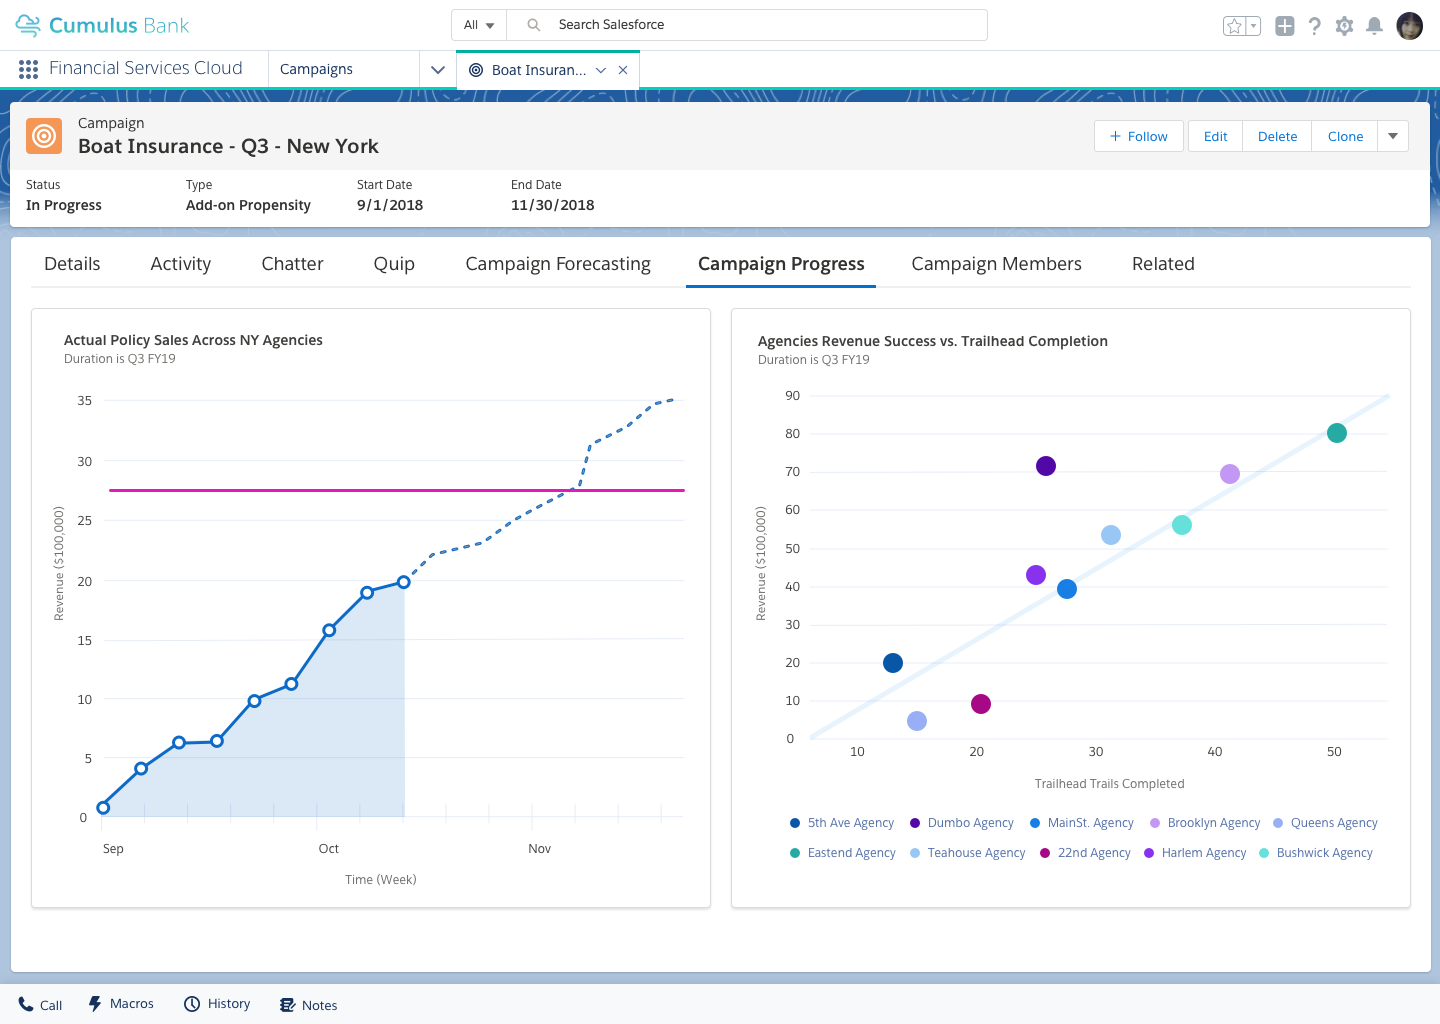 Cumulus Bank
All
Search Salesforce
Financial Services Cloud
Campaigns
Boat Insuran...
Campaign
Boat Insurance - Q3 - New York
+ Follow
Edit
Delete
Clone
Status
Type
Start Date
End Date
In Progress
Add-on Propensity
9/1/2018
11/30/2018
Details
Activity
Chatter
Quip
Campaign Forecasting
Campaign Progress
Campaign Members
Related
Actual Policy Sales Across NY Agencies
Duration is Q3 FY19
35
30
25
20
15
10
5
0
Revenue ($100,000)
Sep
Oct
Nov
Time (Week)
Agencies Revenue Success vs. Trailhead Completion
Duration is Q3 FY19
90
80
70
60
50
40
30
20
10
0
Revenue ($100,000)
10
20
30
40
50
Trailhead Trails Completed
5th Ave Agency
Dumbo Agency
MainSt. Agency
Brooklyn Agency
Queens Agency
Eastend Agency
Teahouse Agency
22nd Agency
Harlem Agency
Bushwick Agency
Call
Macros
History
Notes